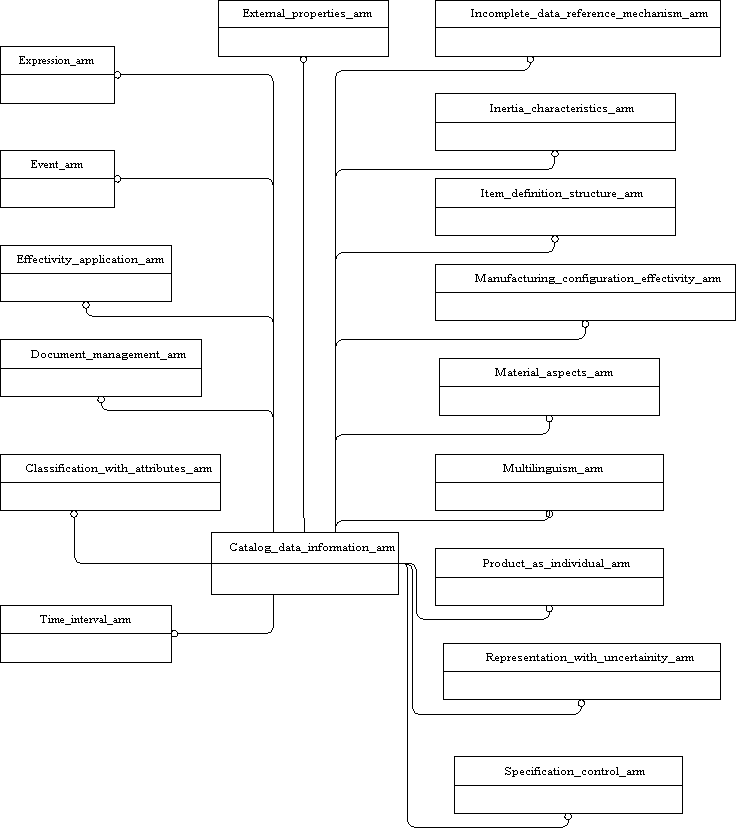 External_properties_arm
Incomplete_data_reference_mechanism_arm
Expression_arm
Inertia_characteristics_arm
Event_arm
Item_definition_structure_arm
Effectivity_application_arm
Manufacturing_configuration_effectivity_arm
Document_management_arm
Material_aspects_arm
Classification_with_attributes_arm
Multilinguism_arm
Catalog_data_information_arm
Product_as_individual_arm
Time_interval_arm
Representation_with_uncertainity_arm
Specification_control_arm